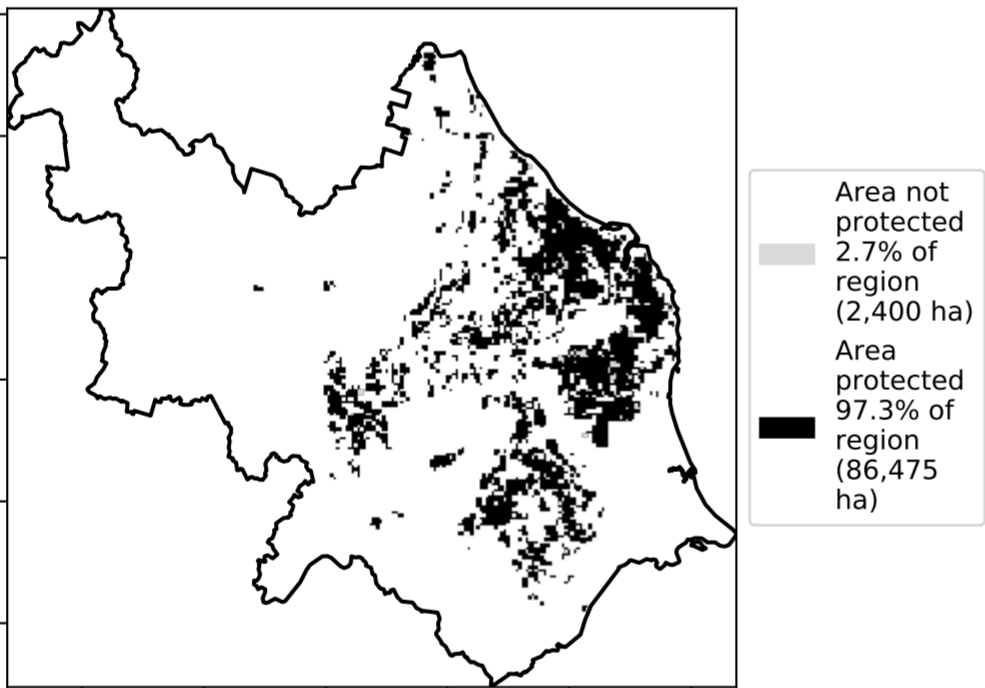 Area not
protected
2.7% of
region
(2,400 ha)
Area
protected
97.3% of
region
(86,475
ha)